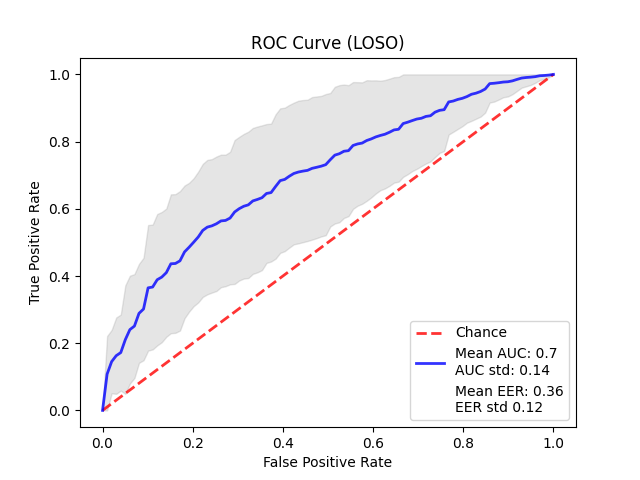 ROC Curve (LOSO)
True Positive Rate
1.0
0.8
0.6
0.4
0.2
0.0
0.0 0.2 0.4 0.6 0.8 1.0
False Positive Rate
Chance
Mean AUC: 0.7
AUC std: 0.14
Mean EER: 0.36
EER std 0.12